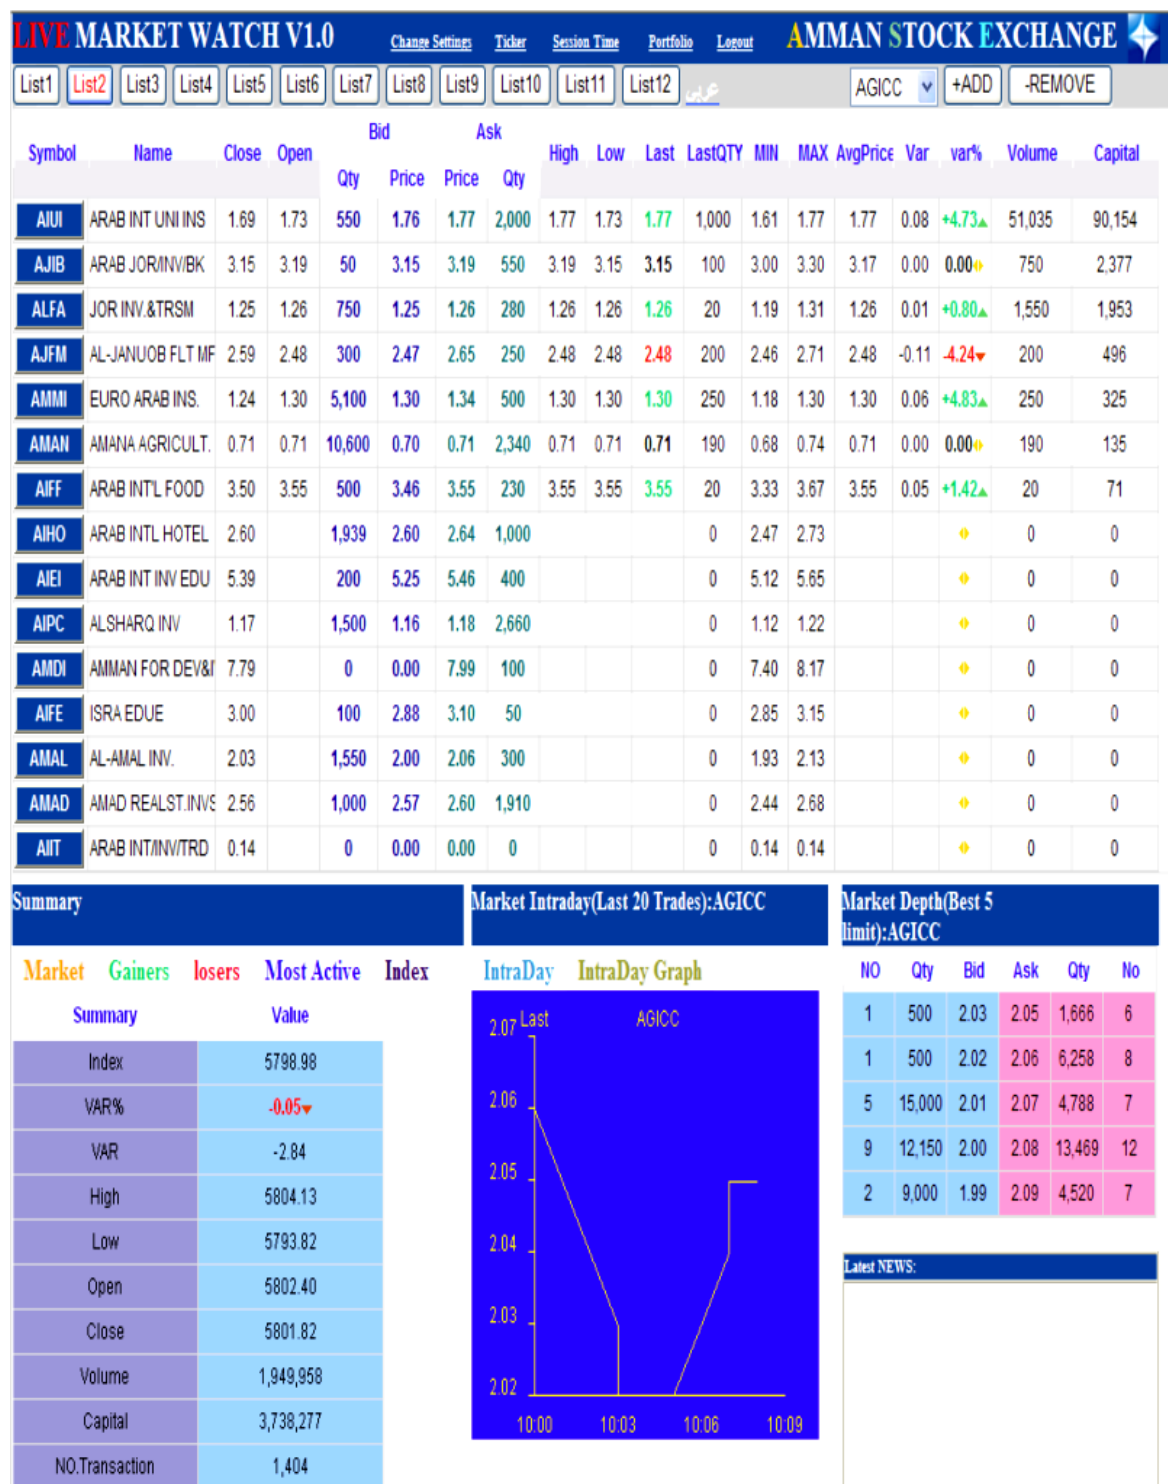 LIVE MARKET WATCH V1.0 Change Settings Ticker Session Time Portfolio Logout AMMAN STOCK EXCHANGE
List1 List2 List3 List4 List5 List6 List7 List8 List9 List10 List11 List12 عربي AGICC +ADD -REMOVE
Bid Ask
Symbol Name Close Open High Low Last LastQTY MIN MAX AvgPrice Var var% Volume Capital
Qty Price Price Qty
AIUI ARAB INT UNI INS 1.69 1.73 550 1.76 1.77 2,000 1.77 1.73 1.77 1,000 1.61 1.77 1.77 0.08 +4.73 51,035 90,154
AJIB ARAB JOR/INV/BK 3.15 3.19 50 3.15 3.19 550 3.19 3.15 3.15 100 3.00 3.30 3.17 0.00 0.00 750 2,377
ALFA JOR INV.&TRSM 1.25 1.26 750 1.25 1.26 280 1.26 1.26 1.26 20 1.19 1.31 1.26 0.01 +0.80 1,550 1,953
AJFM AL-JANUOB FLT MF 2.59 2.48 300 2.47 2.65 250 2.48 2.48 2.48 200 2.46 2.71 2.48 -0.11 -4.24 200 496
AMMI EURO ARAB INS. 1.24 1.30 5,100 1.30 1.34 500 1.30 1.30 1.30 250 1.18 1.30 1.30 0.06 +4.83 250 325
AMAN AMANA AGRICULT. 0.71 0.71 10,600 0.70 0.71 2,340 0.71 0.71 0.71 190 0.68 0.74 0.71 0.00 0.00 190 135
AIFF ARAB INT'L FOOD 3.50 3.55 500 3.46 3.55 230 3.55 3.55 3.55 20 3.33 3.67 3.55 0.05 +1.42 20 71
AIHO ARAB INTL HOTEL 2.60 1,939 2.60 2.64 1,000 0 2.47 2.73 0 0
AIEI ARAB INT INV EDU 5.39 200 5.25 5.46 400 0 5.12 5.65 0 0
AIPC ALSHARQ INV 1.17 1,500 1.16 1.18 2,660 0 1.12 1.22 0 0
AMDI AMMAN FOR DEV&I 7.79 0 0.00 7.99 100 0 7.40 8.17 0 0
AIFE ISRA EDUE 3.00 100 2.88 3.10 50 0 2.85 3.15 0 0
AMAL AL-AMAL INV. 2.03 1,550 2.00 2.06 300 0 1.93 2.13 0 0
AMAD AMAD REALST.INVS 2.56 1,000 2.57 2.60 1,910 0 2.44 2.68 0 0
AIIT ARAB INT/INV/TRD 0.14 0 0.00 0.00 0 0 0.14 0.14 0 0
Summary
Market Gainers losers Most Active Index
Summary Value
Index 5798.98
VAR% -0.05
VAR -2.84
High 5804.13
Low 5793.82
Open 5802.40
Close 5801.82
Volume 1,949,958
Capital 3,738,277
NO.Transaction 1,404
Market Intraday(Last 20 Trades):AGICC
IntraDay IntraDay Graph
Last AGICC
2.07
2.06
2.05
2.04
2.03
2.02
10:00 10:03 10:06 10:09
Market Depth(Best 5
limit):AGICC
NO Qty Bid Ask Qty No
1 500 2.03 2.05 1,666 6
1 500 2.02 2.06 6,258 8
5 15,000 2.01 2.07 4,788 7
9 12,150 2.00 2.08 13,469 12
2 9,000 1.99 2.09 4,520 7
Latest NEWS: